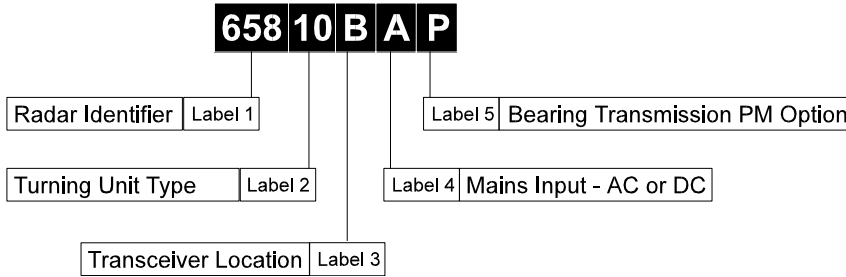 658 10 B A P
Radar Identifier Label 1
Label 5 Bearing Transmission PM Option
Turning Unit Type Label 2
Label 4 Mains Input - AC or DC
Transceiver Location Label 3